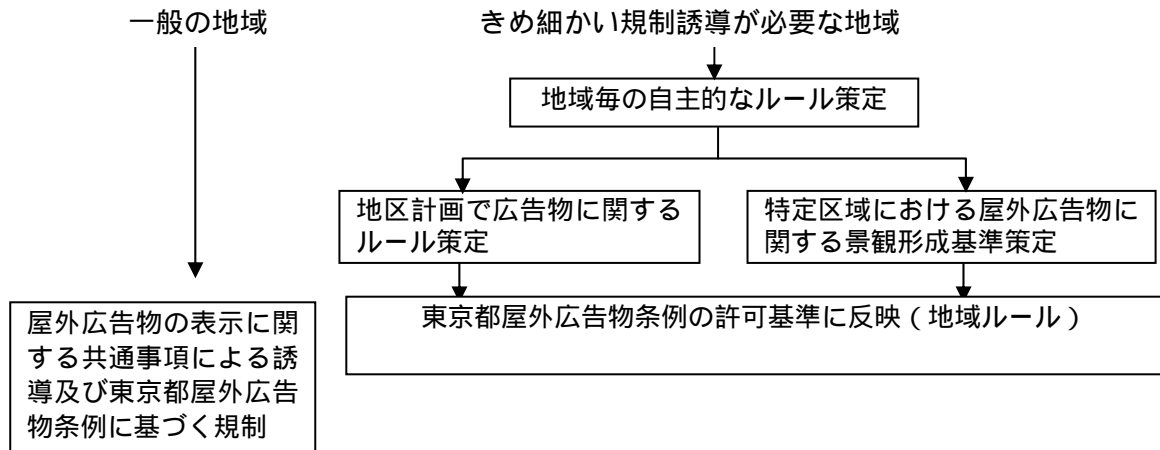 一般の地域
きめ細かい規制誘導が必要な地域
地域毎の自主的なルール策定
地区計画で広告物に関する
ルール策定
特定区域における屋外広告物に
関する景観形成基準策定
屋外広告物の表示に関
する共通事項による誘
導及び東京都屋外広告
物条例に基づく規制
東京都屋外広告物条例の許可基準に反映(地域ルール)